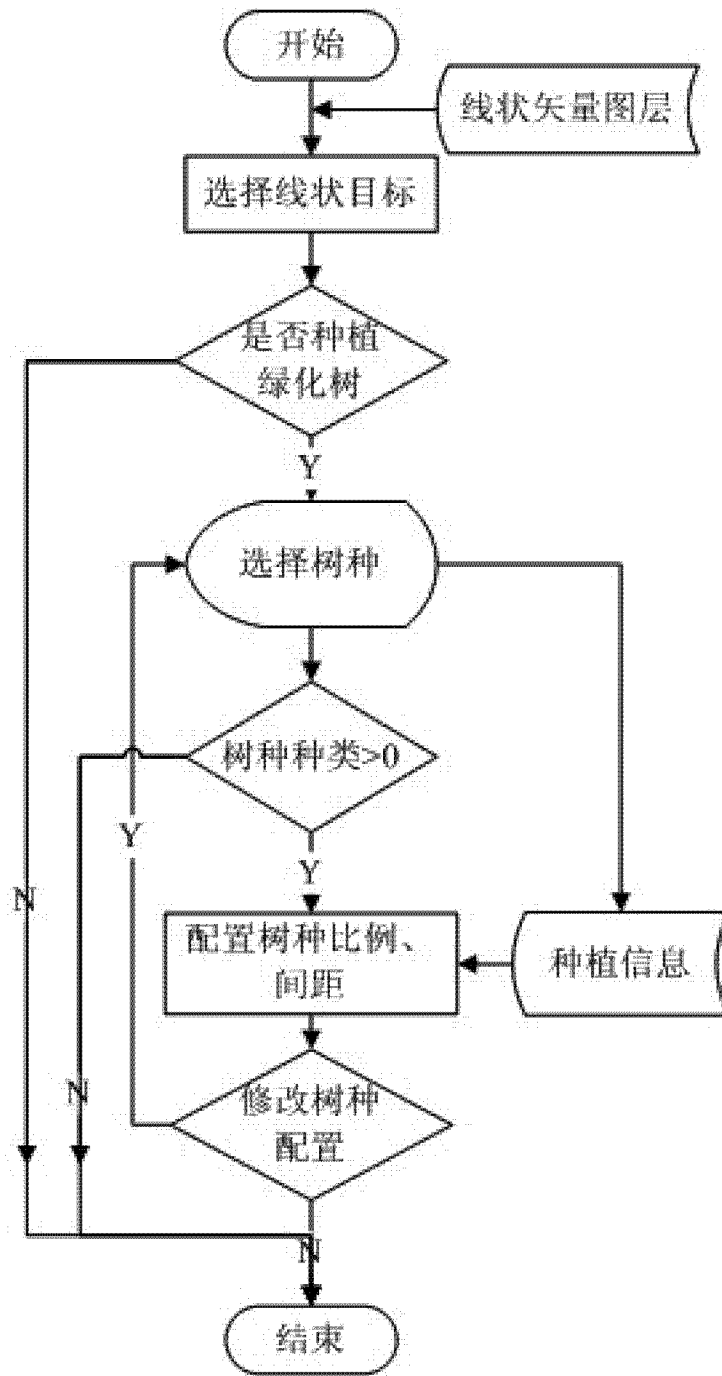 开始
线状矢量图层
选择线状目标
是否种植
绿化树
Y
选择树种
树种种类>0
Y
Y
N
配置树种比例、
间距
种植信息
N
修改树种
配置
N
结束